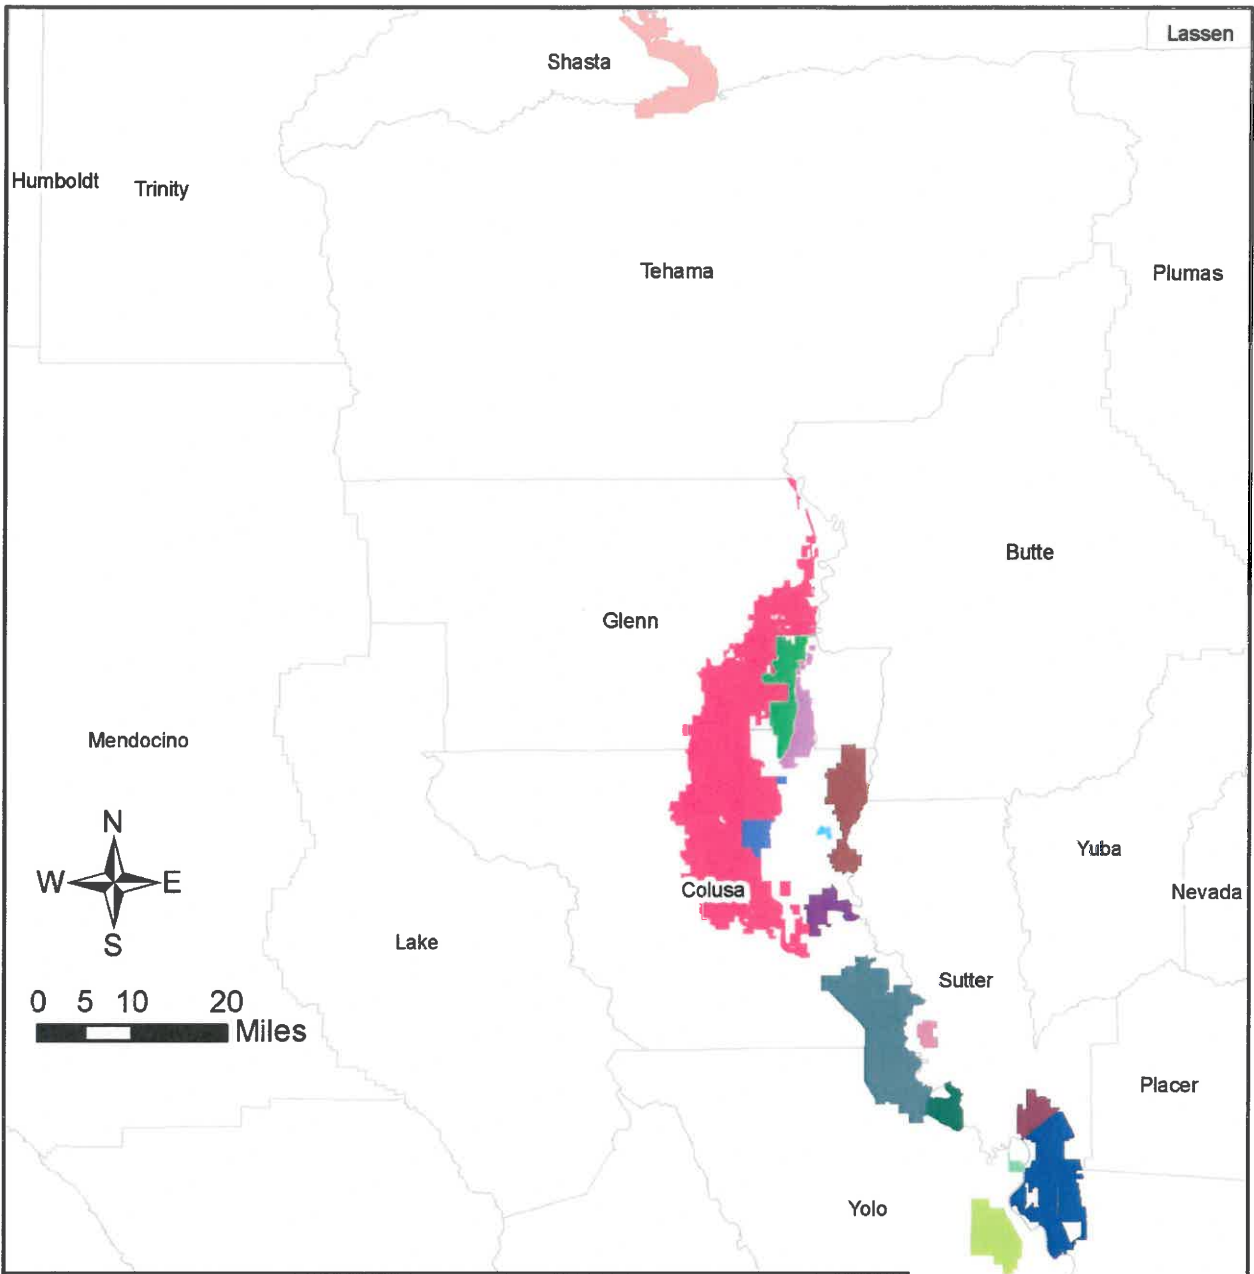 Lassen
Shasta
Humboldt
Trinity
Tehama
Plumas
Butte
Glenn
Mendocino
N
W E
S
Yuba
Colusa
Nevada
Lake
Sutter
0 5 10 20
Miles
Placer
Yolo